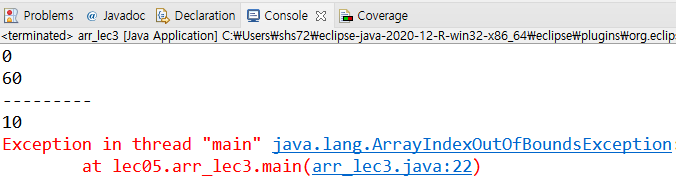 Problems @ Javadoc Declaration Console Coverage
<terminated> arr_lec3 [Java Application] C:₩Users₩shs72₩eclipse-java-2020-12-R-win32-x86_64₩eclipse₩plugins₩org.eclip
0
60
---------
10
Exception in thread "main" java.lang.ArrayIndexOutOfBoundsException:
at lec05.arr_lec3.main(arr_lec3.java:22)